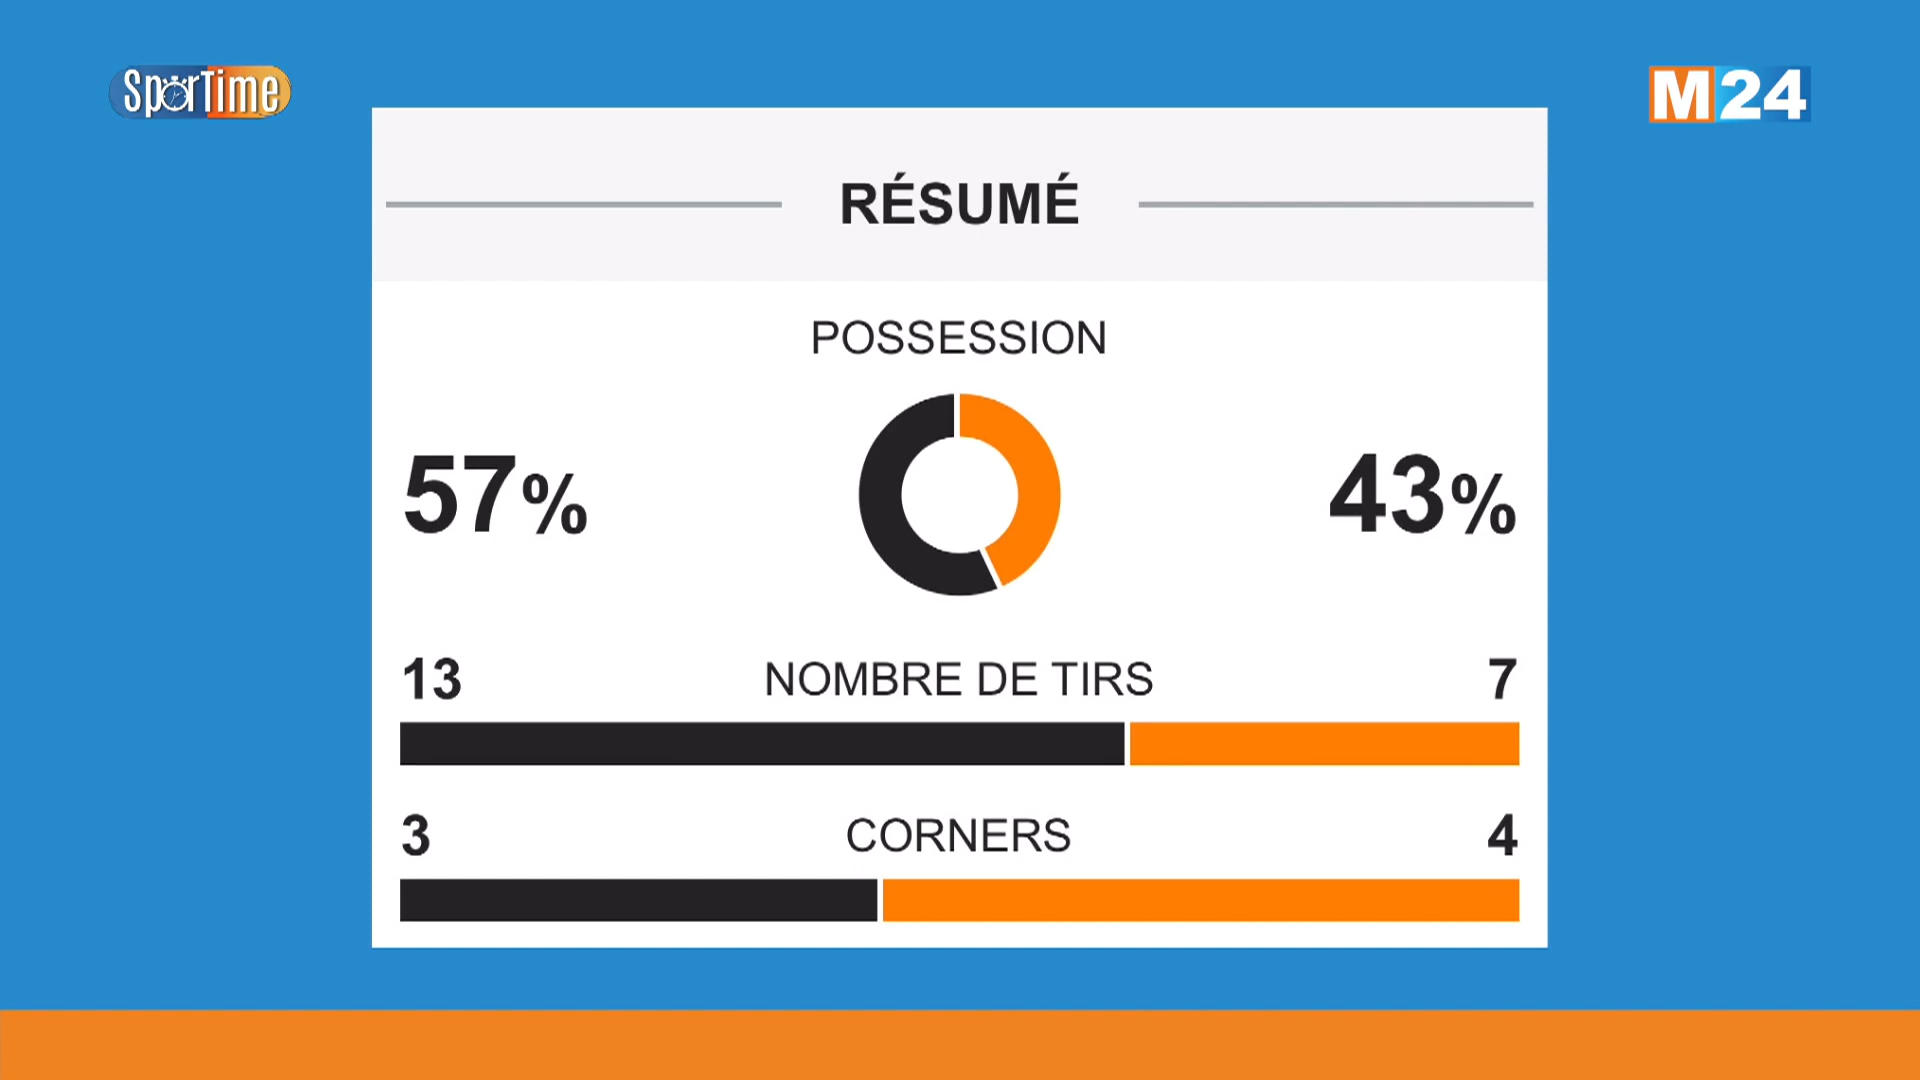 SporTime
M24
RÉSUMÉ
POSSESSION
57%
43%
13 NOMBRE DE TIRS 7
3 CORNERS 4